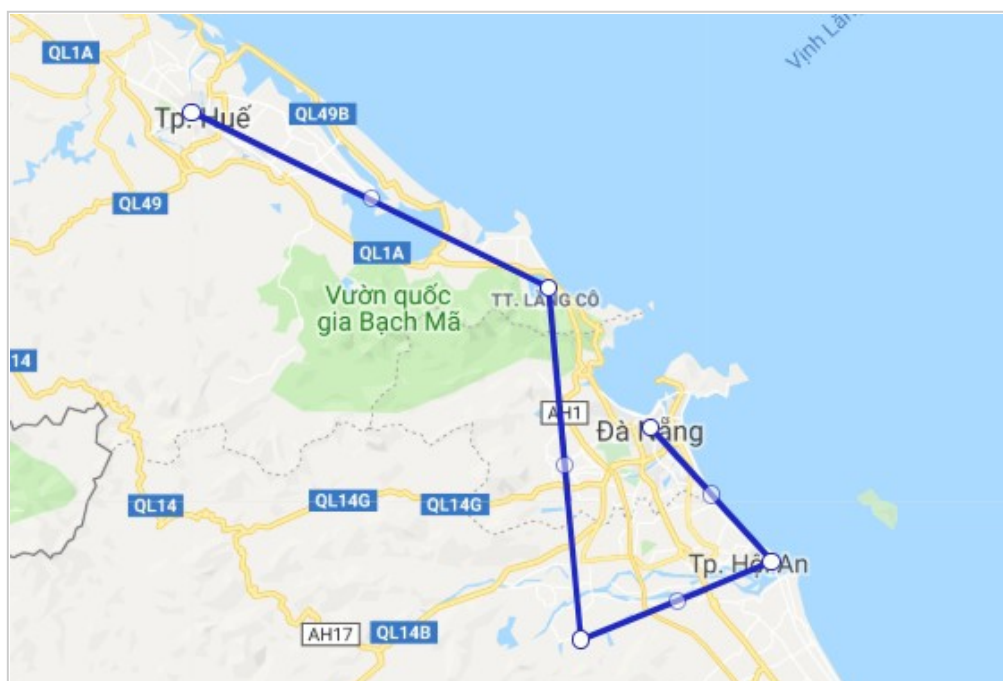 Vịnh Lăn
QL1A
QL49B
Tp. Huế
QL49
QL1A
Vườn quốc
gia Bạch Mã
TT. LĂNG CÔ
14
AH1
Đà Nẵng
QL14G
QL14G
QL14
Tp. Hội An
AH17
QL14B